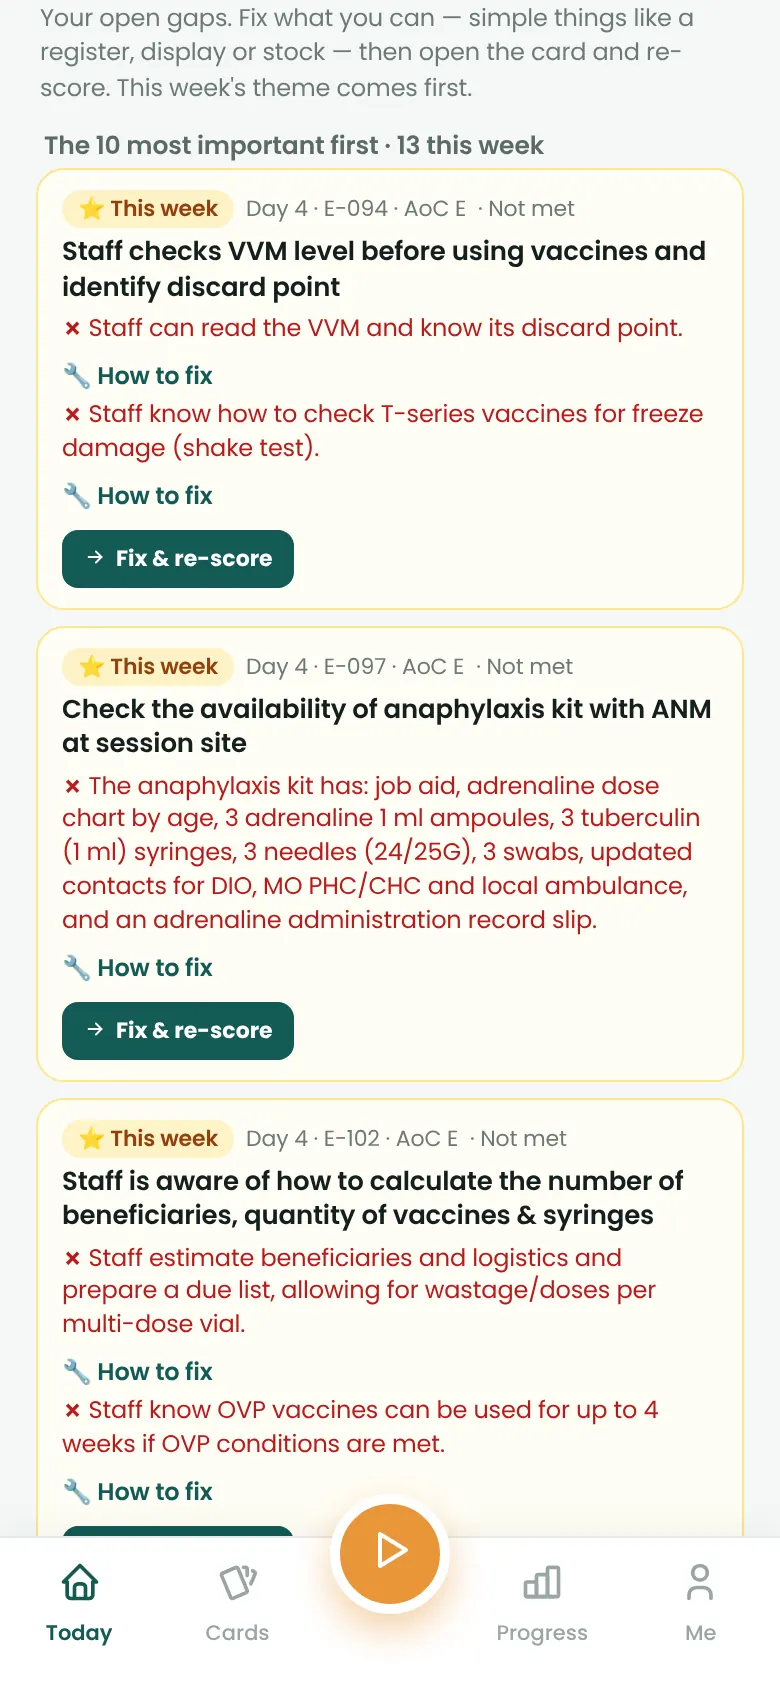 Your open gaps. Fix what you can — simple things like a
register, display or stock — then open the card and re-
score. This week's theme comes first.
The 10 most important first · 13 this week
⭐ This week Day 4 · E-094 · AoC E · Not met
Staff checks VVM level before using vaccines and
identify discard point
× Staff can read the VVM and know its discard point.
🔧 How to fix
× Staff know how to check T-series vaccines for freeze
damage (shake test).
🔧 How to fix
→ Fix & re-score
⭐ This week Day 4 · E-097 · AoC E · Not met
Check the availability of anaphylaxis kit with ANM
at session site
× The anaphylaxis kit has: job aid, adrenaline dose
chart by age, 3 adrenaline 1 ml ampoules, 3 tuberculin
(1 ml) syringes, 3 needles (24/25G), 3 swabs, updated
contacts for DIO, MO PHC/CHC and local ambulance,
and an adrenaline administration record slip.
🔧 How to fix
→ Fix & re-score
⭐ This week Day 4 · E-102 · AoC E · Not met
Staff is aware of how to calculate the number of
beneficiaries, quantity of vaccines & syringes
× Staff estimate beneficiaries and logistics and
prepare a due list, allowing for wastage/doses per
multi-dose vial.
🔧 How to fix
× Staff know OVP vaccines can be used for up to 4
weeks if OVP conditions are met.
🔧 How to fix
Today Cards Progress Me